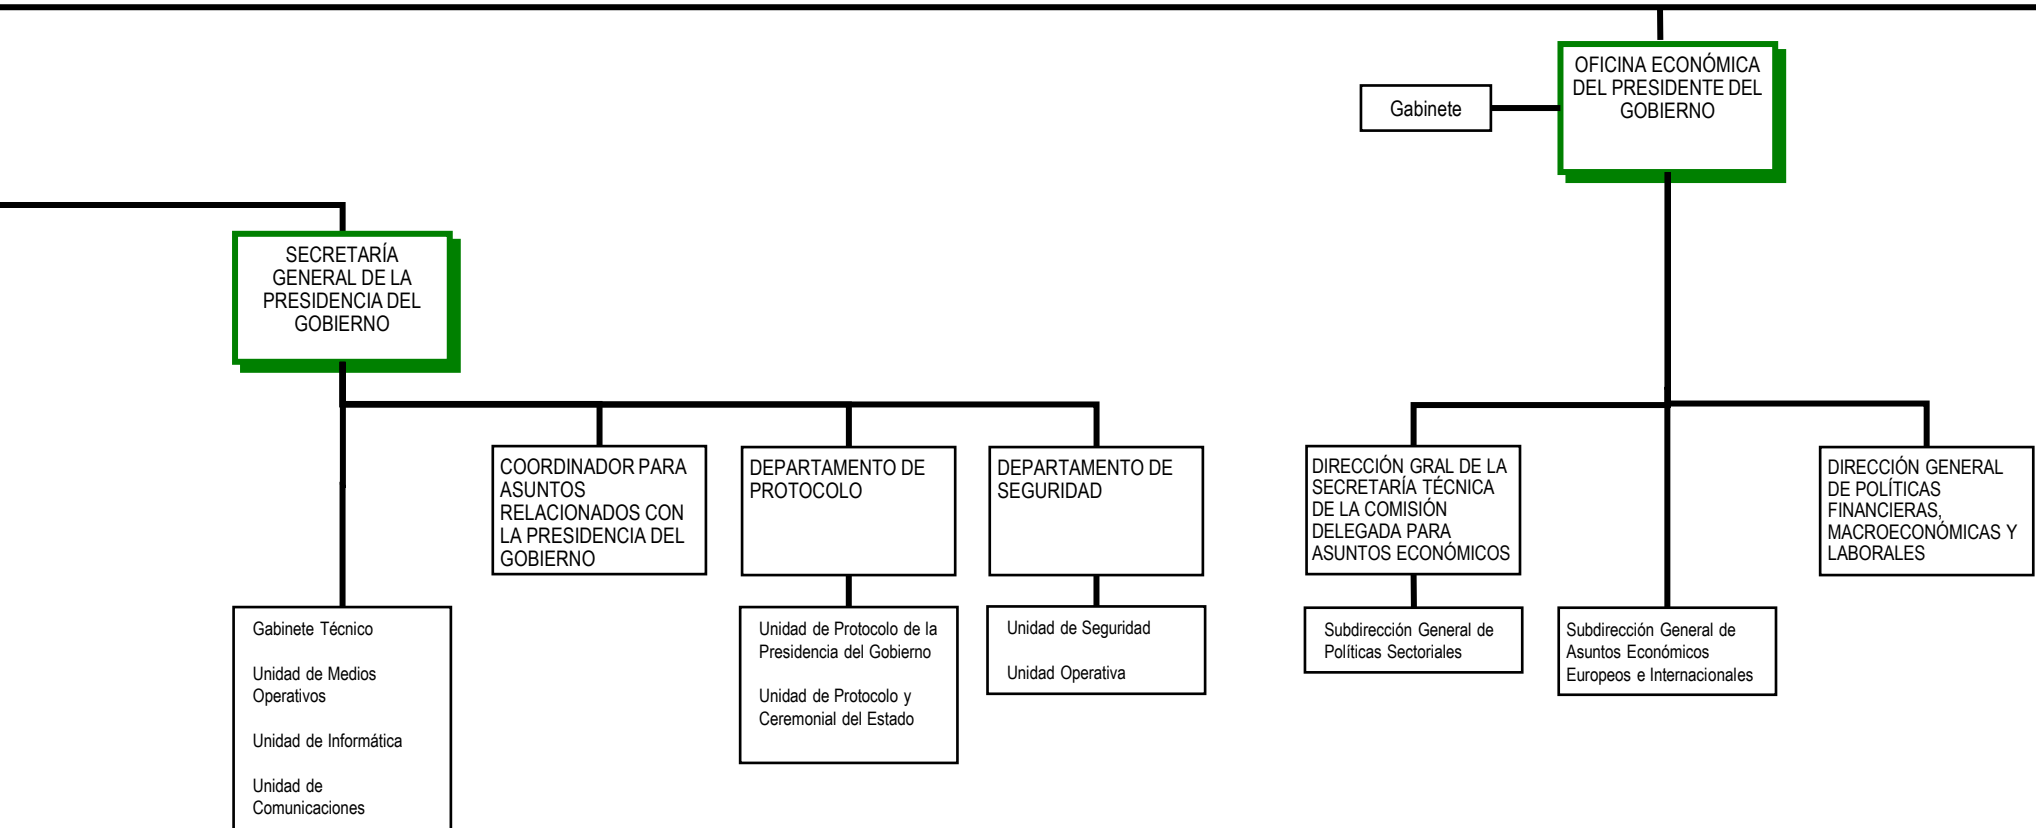 OFICINA ECONÓMICA
DEL PRESIDENTE DEL
GOBIERNO
Gabinete
SECRETARÍA
GENERAL DE LA
PRESIDENCIA DEL
GOBIERNO
COORDINADOR PARA
ASUNTOS
RELACIONADOS CON
LA PRESIDENCIA DEL
GOBIERNO
DEPARTAMENTO DE
PROTOCOLO
DEPARTAMENTO DE
SEGURIDAD
DIRECCIÓN GRAL DE LA
SECRETARÍA TÉCNICA
DE LA COMISIÓN
DELEGADA PARA
ASUNTOS ECONÓMICOS
DIRECCIÓN GENERAL
DE POLÍTICAS
FINANCIERAS,
MACROECONÓMICAS Y
LABORALES
Gabinete Técnico
Unidad de Medios
Operativos
Unidad de Informática
Unidad de
Comunicaciones
Unidad de Protocolo de la
Presidencia del Gobierno
Unidad de Protocolo y
Ceremonial del Estado
Unidad de Seguridad
Unidad Operativa
Subdirección General de
Políticas Sectoriales
Subdirección General de
Asuntos Económicos
Europeos e Internacionales